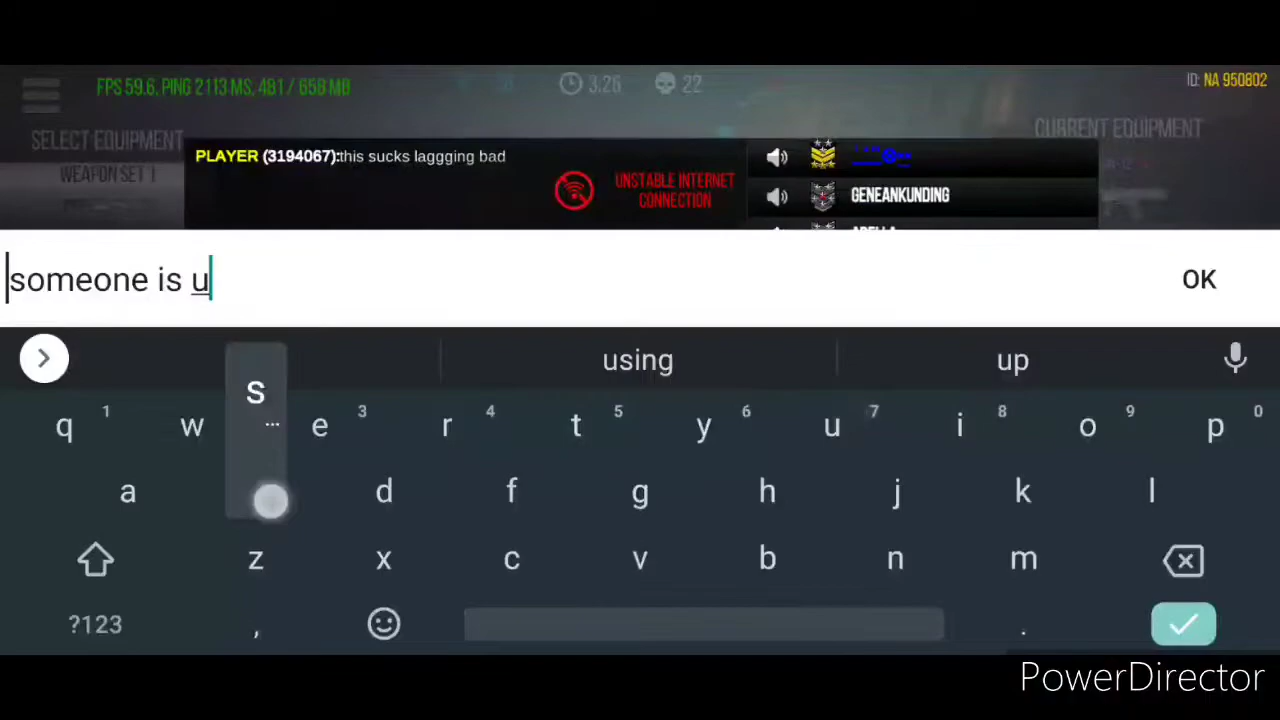 FPS 59.6, PING 2113 MS, 481 / 658 MB
3.26
22
ID: NA 950802
SELECT EQUIPMENT
CURRENT EQUIPMENT
WEAPON SET 1
PLAYER (3194067):this sucks laggging bad
UNSTABLE INTERNET
CONNECTION
GENEANKUNDING
someone is u
OK
using
up
s
...
q 1 w e 3 r 4 t 5 y 6 u 7 i 8 o 9 p 0
a d f g h j k l
z x c v b n m
?123 , .
PowerDirector